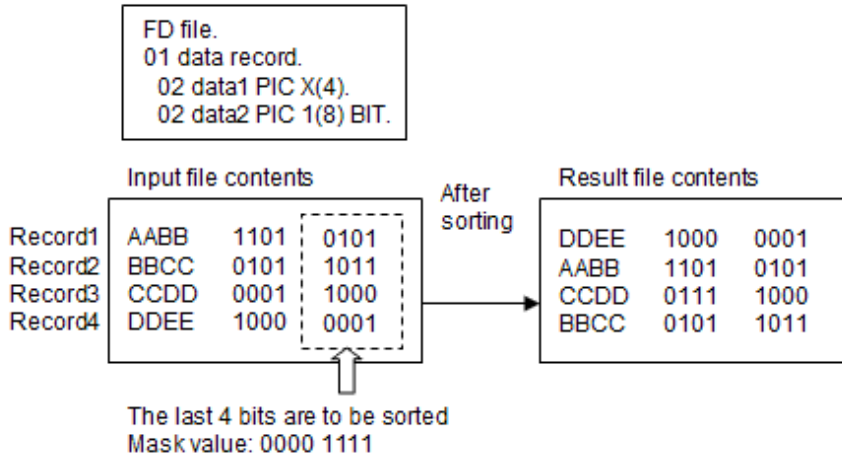 FD file.
01 data record.
02 data1 PIC X(4).
02 data2 PIC 1(8) BIT.
Input file contents
After sorting
Result file contents
Record1 AABB 1101 0101
Record2 BBCC 0101 1011
Record3 CCDD 0001 1000
Record4 DDEE 1000 0001
DDEE 1000 0001
AABB 1101 0101
CCDD 0111 1000
BBCC 0101 1011
The last 4 bits are to be sorted
Mask value: 0000 1111